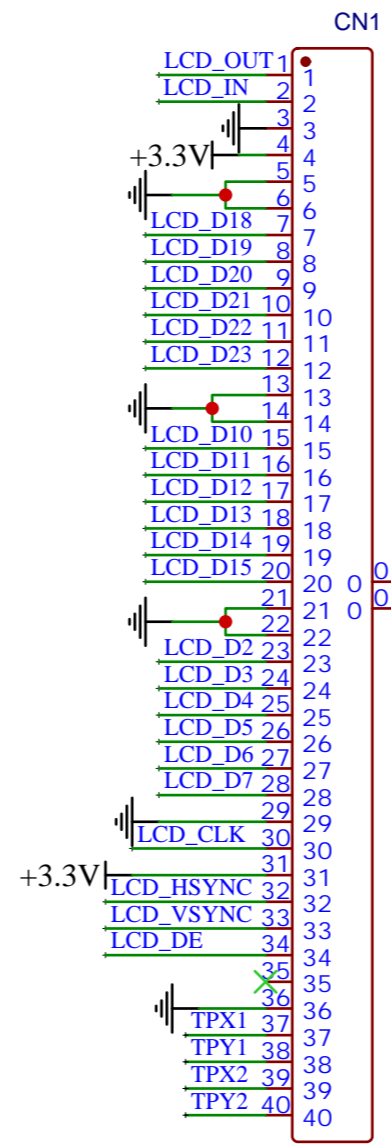 CN1
LCD_OUT 1 1
LCD_IN 2 2
3 3
+3.3V 4 4
5
6 6
LCD_D18 7 7
LCD_D19 8 8
LCD_D20 9 9
LCD_D21 10 10
LCD_D22 11 11
LCD_D23 12 12
13 13
14 14
LCD_D10 15 15
LCD_D11 16 16
LCD_D12 17 17
LCD_D13 18 18
LCD_D14 19 19
LCD_D15 20 20 0 0
21 21 0 0
22 22
LCD_D2 23 23
LCD_D3 24 24
LCD_D4 25 25
LCD_D5 26 26
LCD_D6 27 27
LCD_D7 28 28
29 29
LCD_CLK 30 30
+3.3V 31 31
LCD_HSYNC 32 32
LCD_VSYNC 33 33
LCD_DE 34 34
35 35
36 36
TPX1 37 37
TPY1 38 38
TPX2 39 39
TPY2 40 40